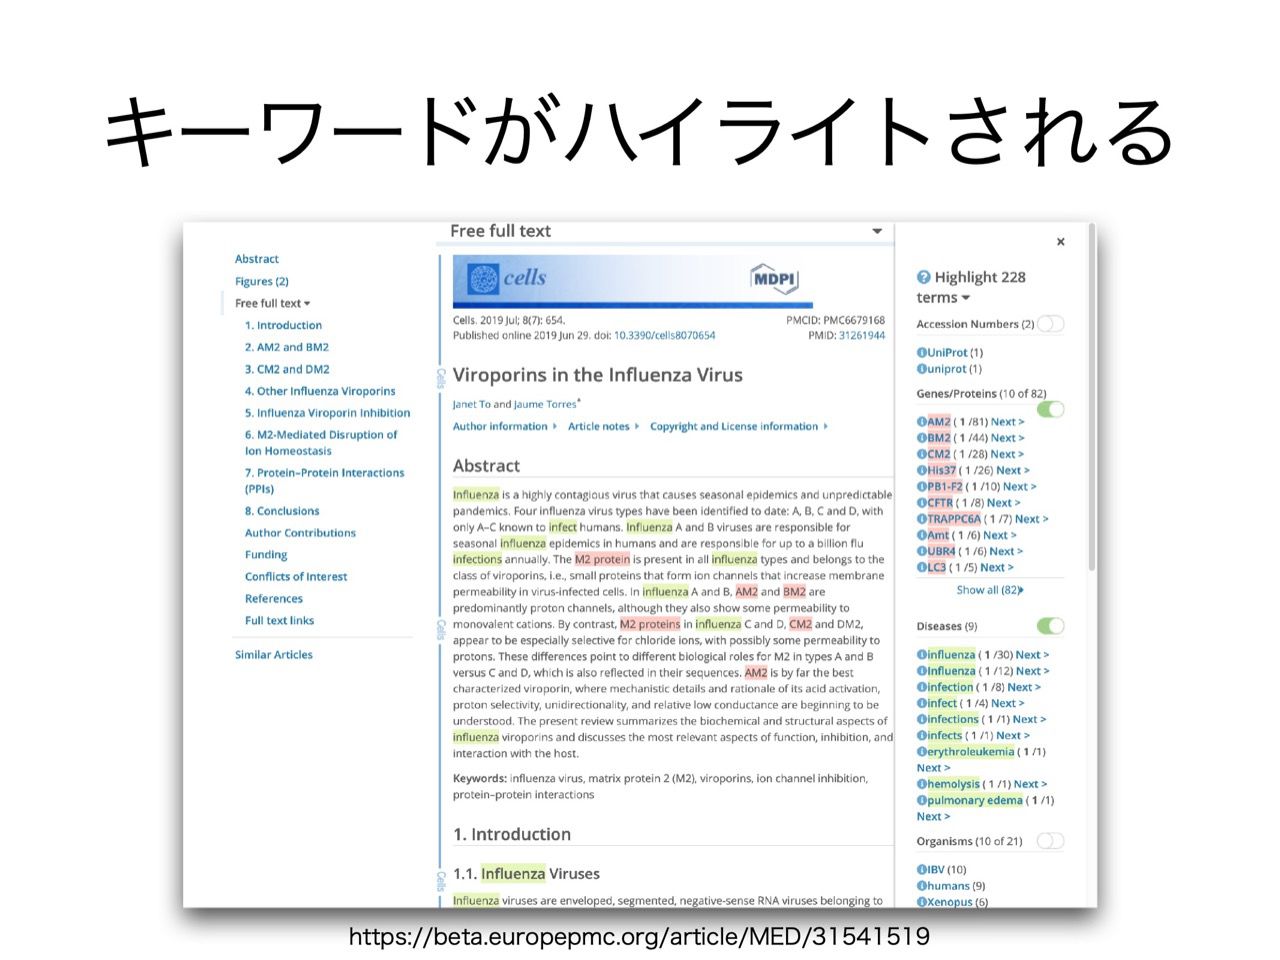 キーワードがハイライトされる
Abstract
Figures (2)
Free full text
1. Introduction
2. AM2 and BM2
3. CM2 and DM2
4. Other Influenza Viroporins
5. Influenza Viroporin Inhibition
6. M2-Mediated Disruption of
Ion Homeostasis
7. Protein–Protein Interactions
(PPIs)
8. Conclusions
Author Contributions
Funding
Conflicts of Interest
References
Full text links
Similar Articles
Free full text
cells
MDPI
Cells. 2019 Jul; 8(7): 654.
PMCID: PMC6679168
Published online 2019 Jun 29. doi: 10.3390/cells8070654
PMID: 31261944
Cells
Viroporins in the Influenza Virus
Janet To and Jaume Torres*
Author information
Article notes
Copyright and License information
Abstract
Influenza is a highly contagious virus that causes seasonal epidemics and unpredictable
pandemics. Four influenza virus types have been identified to date: A, B, C and D, with
only A–C known to infect humans. Influenza A and B viruses are responsible for
seasonal influenza epidemics in humans and are responsible for up to a billion flu
infections annually. The M2 protein is present in all influenza types and belongs to the
class of viroporins, i.e., small proteins that form ion channels that increase membrane
permeability in virus-infected cells. In influenza A and B, AM2 and BM2 are
predominantly proton channels, although they also show some permeability to
monovalent cations. By contrast, M2 proteins in influenza C and D, CM2 and DM2,
appear to be especially selective for chloride ions, with possibly some permeability to
protons. These differences point to different biological roles for M2 in types A and B
versus C and D, which is also reflected in their sequences. AM2 is by far the best
characterized viroporin, where mechanistic details and rationale of its acid activation,
proton selectivity, unidirectionality, and relative low conductance are beginning to be
understood. The present review summarizes the biochemical and structural aspects of
influenza viroporins and discusses the most relevant aspects of function, inhibition, and
interaction with the host.
Cells
Keywords: influenza virus, matrix protein 2 (M2), viroporins, ion channel inhibition,
protein–protein interactions
1. Introduction
1.1. Influenza Viruses
Cells
Influenza viruses are enveloped, segmented, negative-sense RNA viruses belonging to
×
? Highlight 228
terms
Accession Numbers (2)
UniProt (1)
uniprot (1)
Genes/Proteins (10 of 82)
AM2 ( 1 /81) Next >
BM2 ( 1 /44) Next >
CM2 ( 1 /28) Next >
His37 ( 1 /26) Next >
PB1-F2 ( 1 /10) Next >
CFTR ( 1 /8) Next >
TRAPPC6A ( 1 /7) Next >
Amt ( 1 /6) Next >
UBR4 ( 1 /6) Next >
LC3 ( 1 /5) Next >
Show all (82)
Diseases (9)
influenza ( 1 /30) Next >
Influenza ( 1 /12) Next >
infection ( 1 /8) Next >
infect ( 1 /4) Next >
infections ( 1 /1) Next >
infects ( 1 /1) Next >
erythroleukemia ( 1 /1)
Next >
hemolysis ( 1 /1) Next >
pulmonary edema ( 1 /1)
Next >
Organisms (10 of 21)
IBV (10)
humans (9)
Xenopus (6)
https://beta.europepmc.org/article/MED/31541519